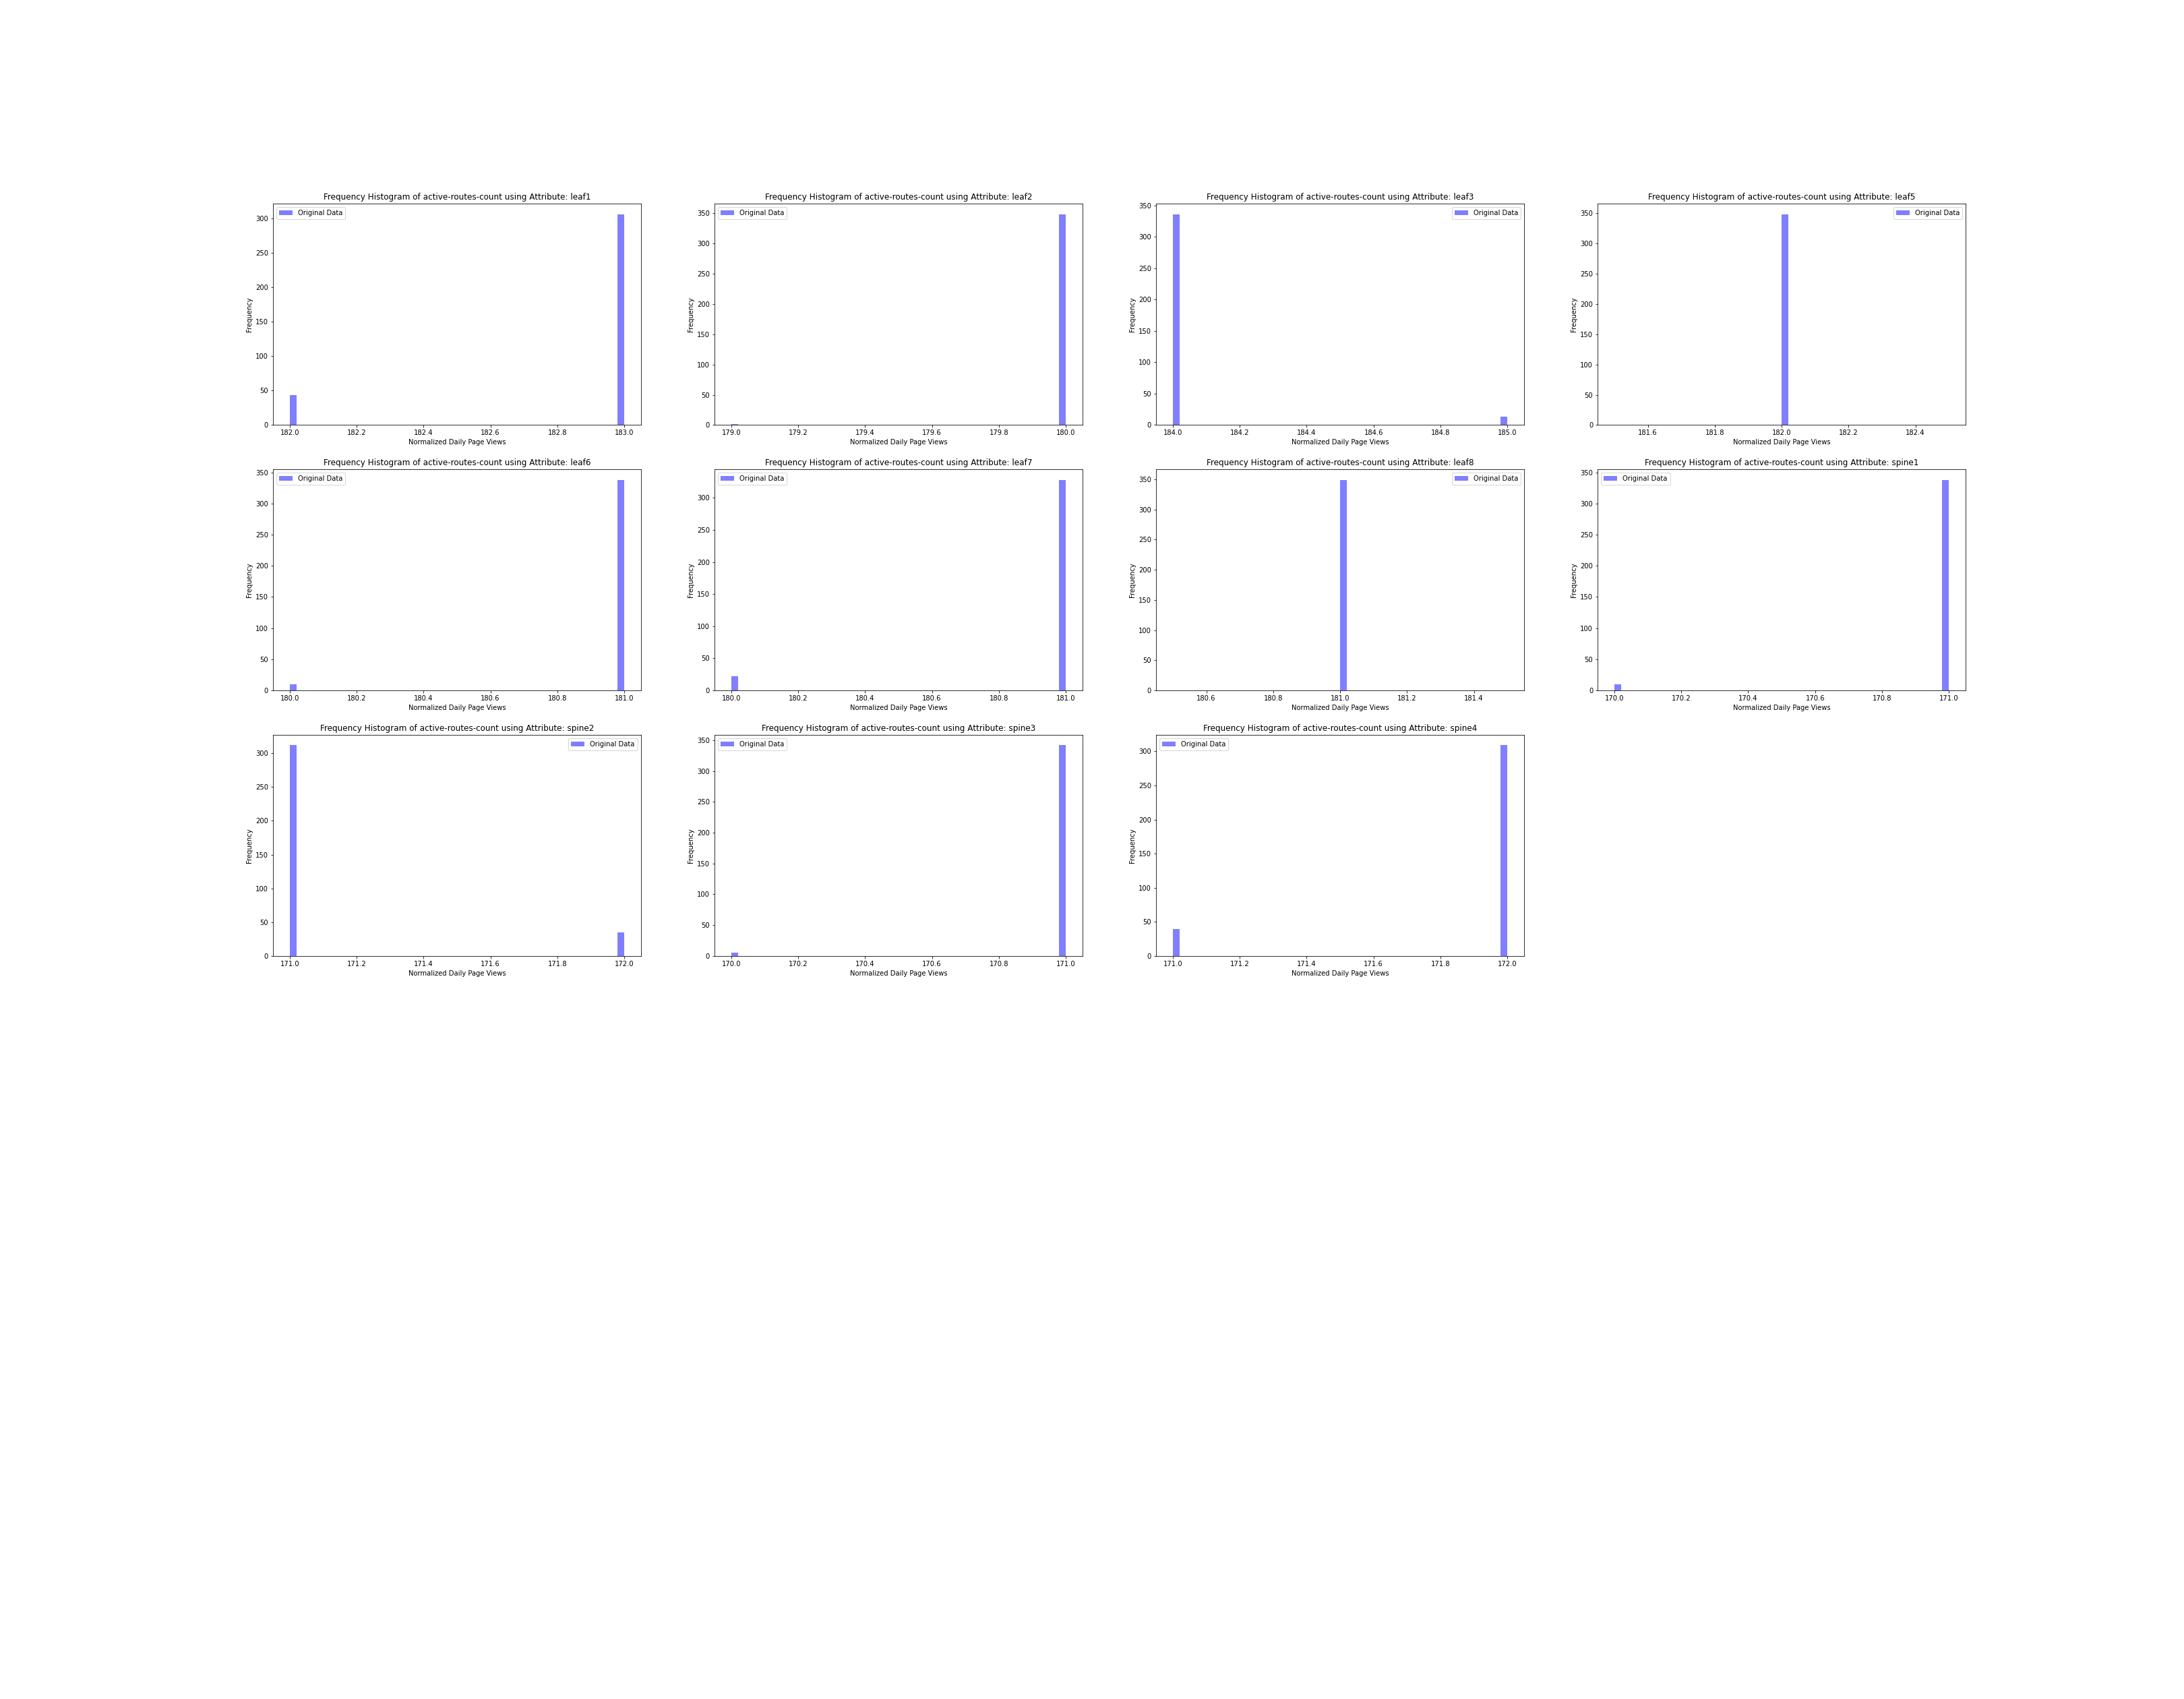 Frequency Histogram of active-routes-count using Attribute: leaf1
Original Data
Frequency
300
250
200
150
100
50
0
182.0 182.2 182.4 182.6 182.8 183.0
Normalized Daily Page Views
Frequency Histogram of active-routes-count using Attribute: leaf2
Original Data
Frequency
350
300
250
200
150
100
50
0
179.0 179.2 179.4 179.6 179.8 180.0
Normalized Daily Page Views
Frequency Histogram of active-routes-count using Attribute: leaf3
Original Data
Frequency
350
300
250
200
150
100
50
0
184.0 184.2 184.4 184.6 184.8 185.0
Normalized Daily Page Views
Frequency Histogram of active-routes-count using Attribute: leaf5
Original Data
Frequency
350
300
250
200
150
100
50
0
181.6 181.8 182.0 182.2 182.4
Normalized Daily Page Views
Frequency Histogram of active-routes-count using Attribute: leaf6
Original Data
Frequency
350
300
250
200
150
100
50
0
180.0 180.2 180.4 180.6 180.8 181.0
Normalized Daily Page Views
Frequency Histogram of active-routes-count using Attribute: leaf7
Original Data
Frequency
300
250
200
150
100
50
0
180.0 180.2 180.4 180.6 180.8 181.0
Normalized Daily Page Views
Frequency Histogram of active-routes-count using Attribute: leaf8
Original Data
Frequency
350
300
250
200
150
100
50
0
180.6 180.8 181.0 181.2 181.4
Normalized Daily Page Views
Frequency Histogram of active-routes-count using Attribute: spine1
Original Data
Frequency
350
300
250
200
150
100
50
0
170.0 170.2 170.4 170.6 170.8 171.0
Normalized Daily Page Views
Frequency Histogram of active-routes-count using Attribute: spine2
Original Data
Frequency
300
250
200
150
100
50
0
171.0 171.2 171.4 171.6 171.8 172.0
Normalized Daily Page Views
Frequency Histogram of active-routes-count using Attribute: spine3
Original Data
Frequency
350
300
250
200
150
100
50
0
170.0 170.2 170.4 170.6 170.8 171.0
Normalized Daily Page Views
Frequency Histogram of active-routes-count using Attribute: spine4
Original Data
Frequency
300
250
200
150
100
50
0
171.0 171.2 171.4 171.6 171.8 172.0
Normalized Daily Page Views